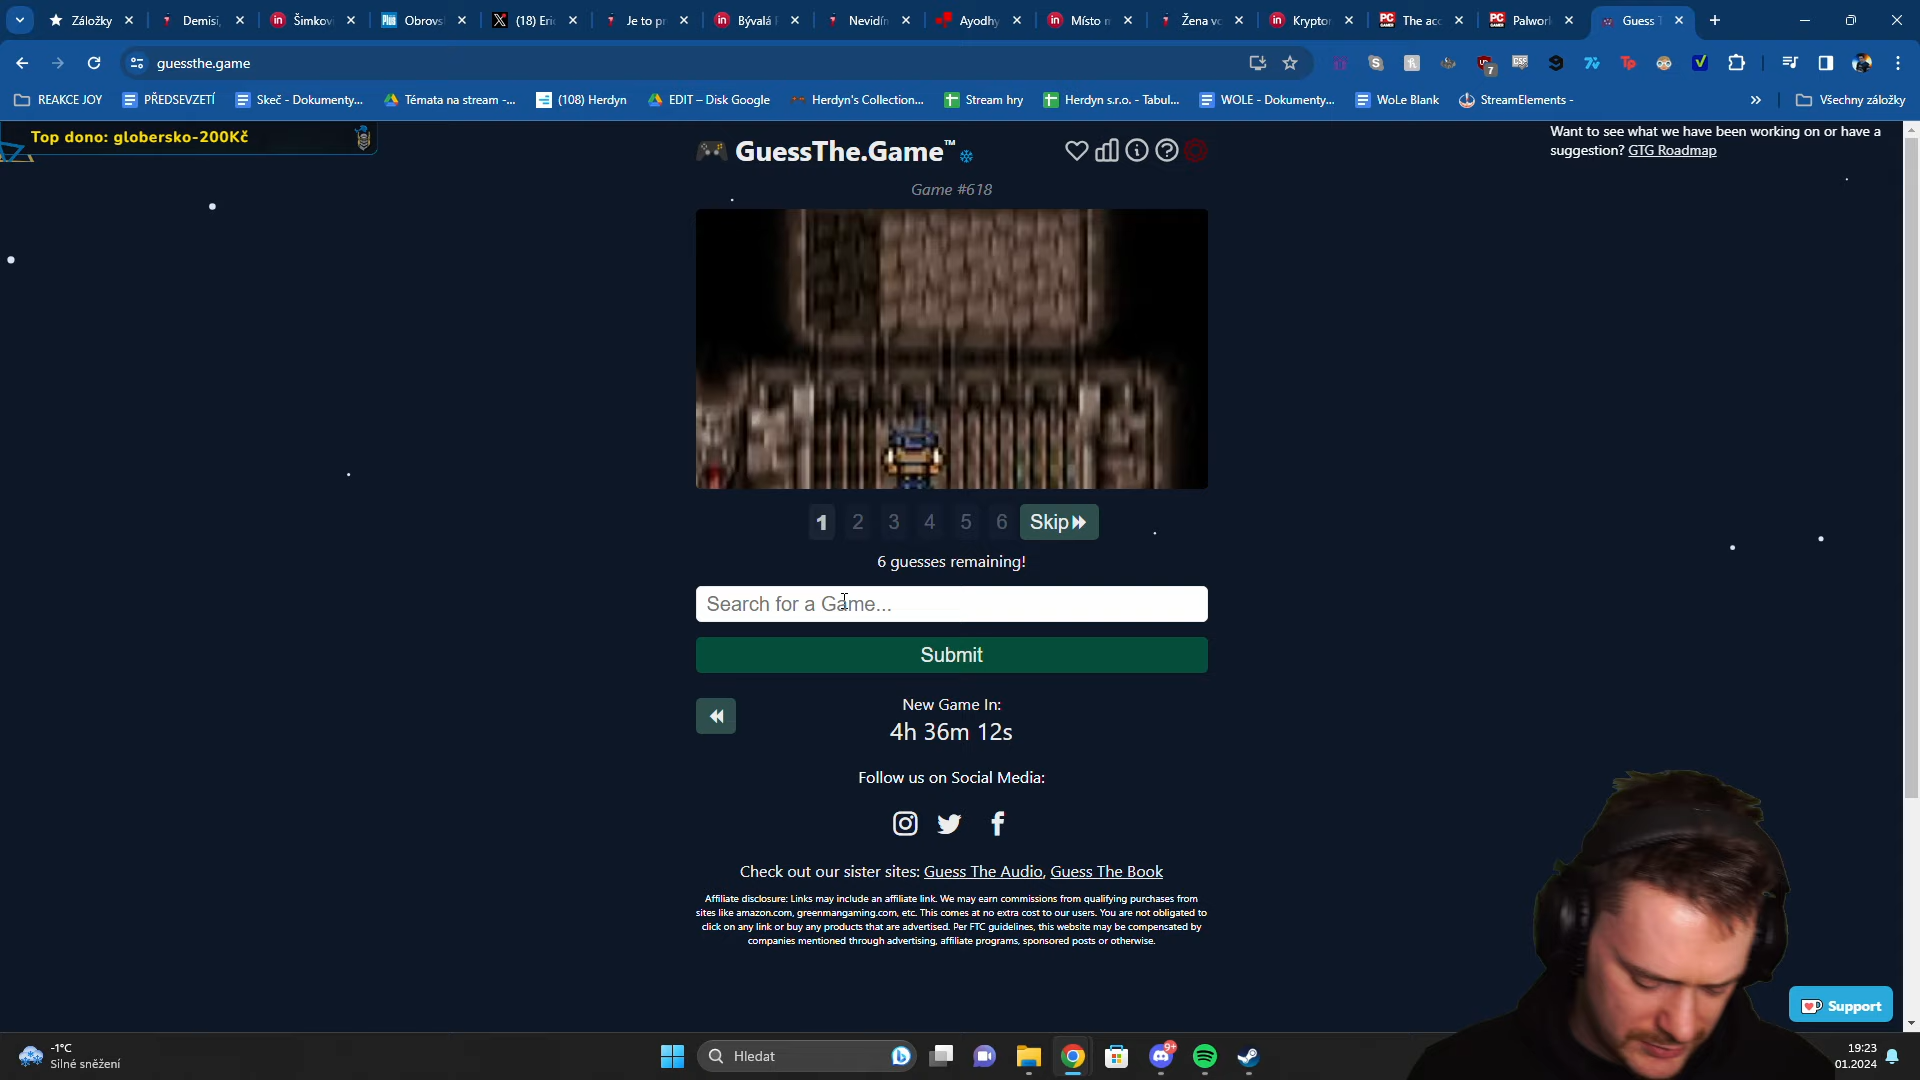 Záložky
Demisi
Šimkov
Obrovs
(18) Eri
Je to pr
Bývalá
Nevidín
Ayodhy
Místo n
Žena vc
Krypto
The acc
Palwor
Guess T
guessthe.game
REAKCE JOY
PŘEDSEVZETÍ
Skeč - Dokumenty...
Témata na stream -...
(108) Herdyn
EDIT – Disk Google
Herdyn's Collection...
Stream hry
Herdyn s.r.o. - Tabul...
WOLE - Dokumenty...
WoLe Blank
StreamElements -
Všechny záložky
Top dono: globersko-200Kč
GuessThe.Game™
Want to see what we have been working on or have a
suggestion? GTG Roadmap
Game #618
1 2 3 4 5 6 Skip
6 guesses remaining!
Search for a Game...
Submit
New Game In:
4h 36m 12s
Follow us on Social Media:
Check out our sister sites: Guess The Audio, Guess The Book
Affiliate disclosure: Links may include an affiliate link. We may earn commissions from qualifying purchases from
sites like amazon.com, greenmangaming.com, etc. This comes at no extra cost to our users. You are not obligated to
click on any link or buy any products that are advertised. Per FTC guidelines, this website may be compensated by
companies mentioned through advertising, affiliate programs, sponsored posts or otherwise.
Support
-1°C
Silné sněžení
Hledat
9+
19:23
01.2024